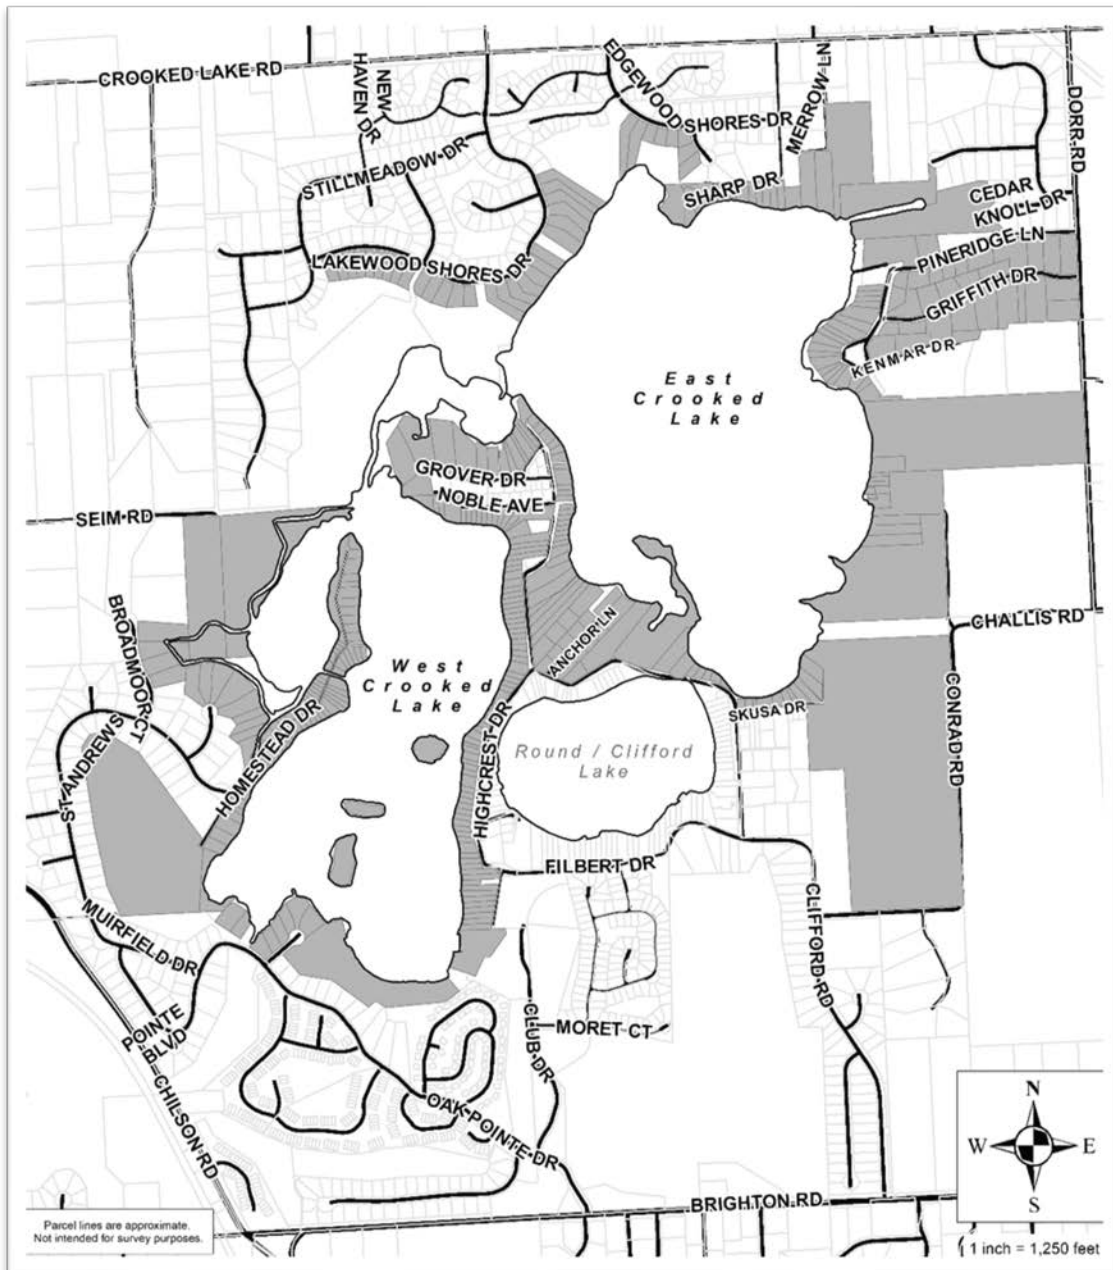 CROOKED LAKE RD
NEW
HAVEN DR
EDGEWOOD
SHORES DR
MERROW LN
DORR RD
STILLMEADOW DR
SHARP DR
CEDAR
KNOLL DR
PINERIDGE LN
LAKEWOOD SHORES DR
GRIFFITH DR
KENMAR DR
East
Crooked
Lake
GROVER DR
NOBLE AVE
SEIM RD
BROADMOOR CT
ANCHOR LN
CHALLIS RD
West
Crooked
Lake
CONRAD RD
SKUSA DR
ST ANDREWS
HOMESTEAD DR
HIGHCREST DR
Round / Clifford
Lake
FILBERT DR
CLIFFORD RD
MUIRFIELD DR
POINTE
BLVD
CLUB DR
MORET CT
CHILSON RD
OAK POINTE DR
BRIGHTON RD
N
W E
S
Parcel lines are approximate.
Not intended for survey purposes.
1 inch = 1,250 feet